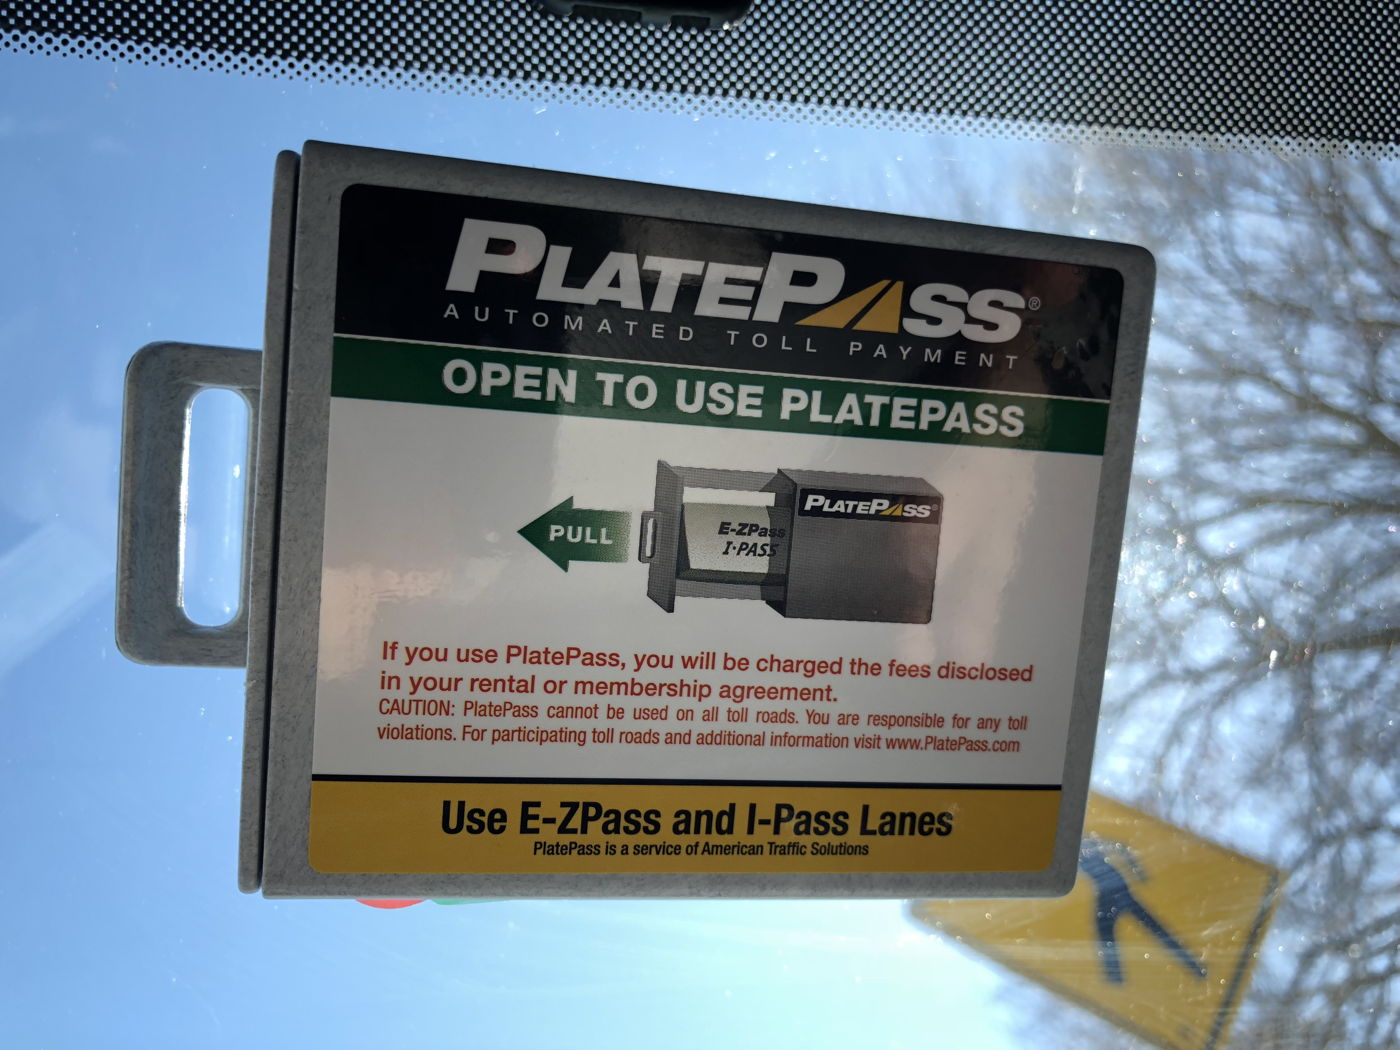 PLATEPASS®
AUTOMATED TOLL PAYMENT
OPEN TO USE PLATEPASS
PULL
E-ZPass
I-PASS
PLATEPASS®
If you use PlatePass, you will be charged the fees disclosed
in your rental or membership agreement.
CAUTION: PlatePass cannot be used on all toll roads. You are responsible for any toll
violations. For participating toll roads and additional information visit www.PlatePass.com
Use E-ZPass and I-Pass Lanes
PlatePass is a service of American Traffic Solutions